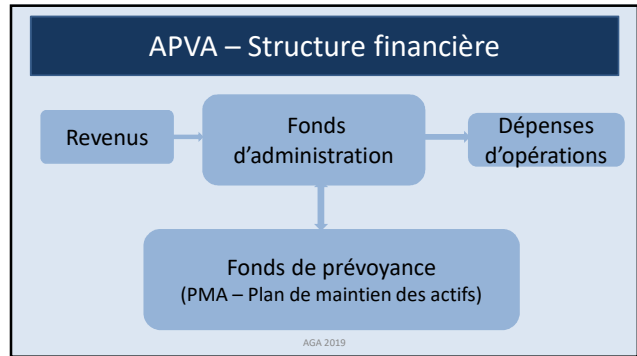 APVA – Structure financière
Revenus
Fonds
d'administration
Dépenses
d'opérations
Fonds de prévoyance
(PMA – Plan de maintien des actifs)
AGA 2019